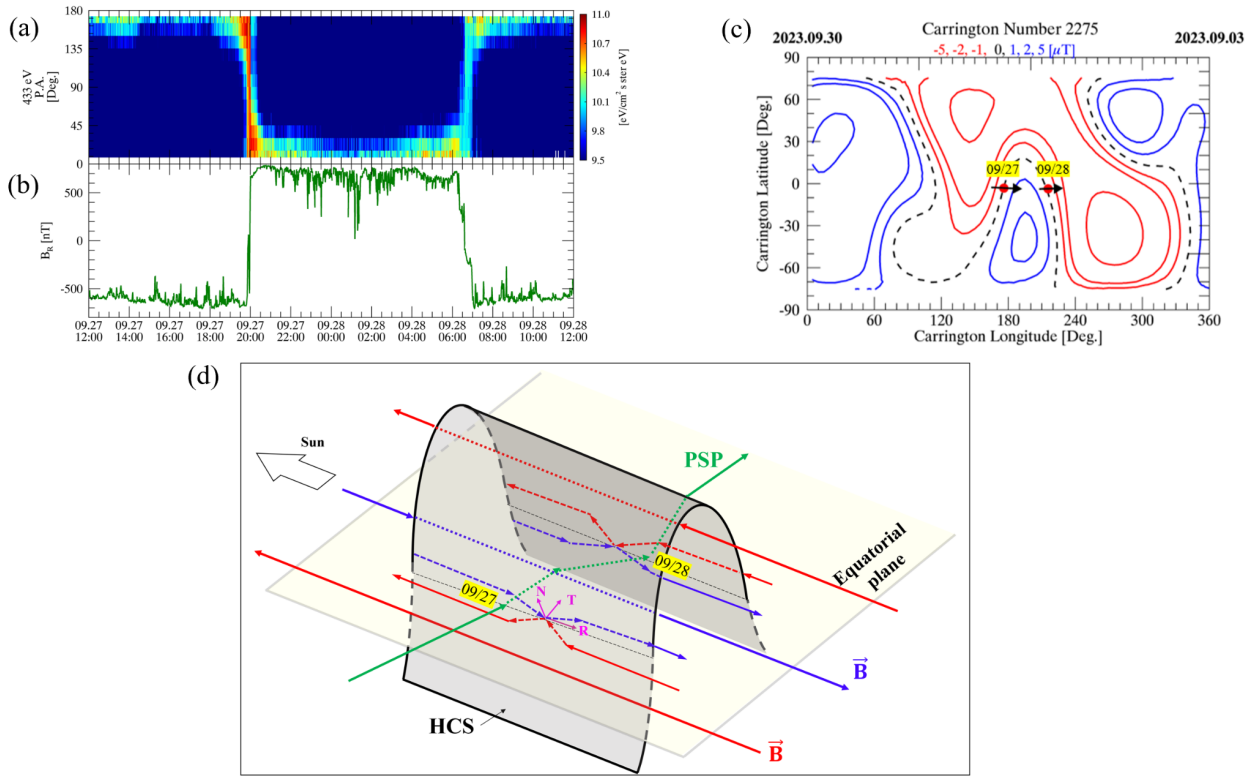 (a)
180
135
90
45
0
433 eV
P.A.
[Deg.]
11.0
10.7
10.4
10.1
9.8
9.5
[eV/cm² s ster eV]
(b)
500
0
-500
B_R [nT]
09.27 09.27 09.27 09.27 09.27 09.27 09.28 09.28 09.28 09.28 09.28 09.28 09.28
12:00 14:00 16:00 18:00 20:00 22:00 00:00 02:00 04:00 06:00 08:00 10:00 12:00
(c)
Carrington Number 2275
2023.09.30
2023.09.03
-5, -2, -1, 0, 1, 2, 5 [μT]
90
60
30
0
-30
-60
-90
Carrington Latitude [Deg.]
09/27
09/28
0 60 120 180 240 300 360
Carrington Longitude [Deg.]
(d)
Sun
PSP
Equatorial
plane
09/28
09/27
N
T
R
HCS
B
B